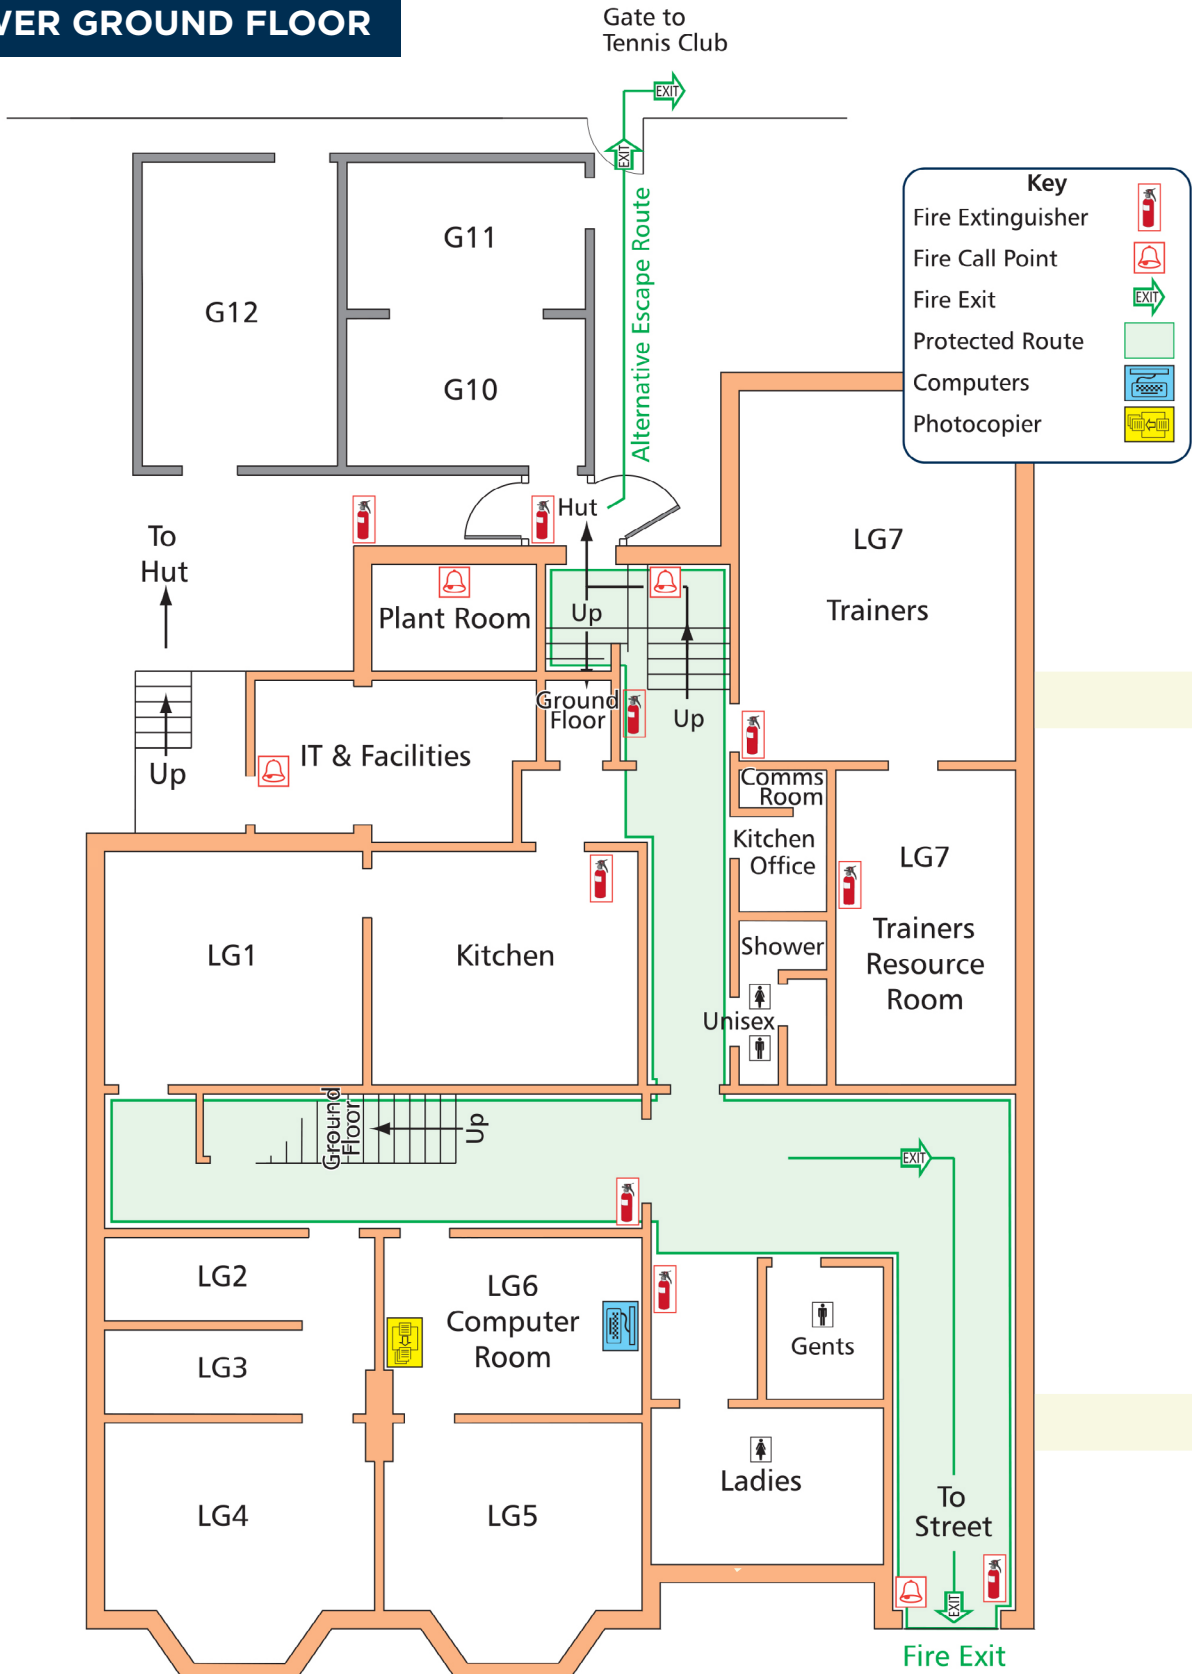 WER GROUND FLOOR
Gate to
Tennis Club
EXIT
EXIT
Alternative Escape Route
Key
Fire Extinguisher
Fire Call Point
Fire Exit
EXIT
Protected Route
Computers
Photocopier
G11
G12
G10
Hut
To
Hut
LG7
Trainers
Plant Room
Up
Ground
Floor
Up
IT & Facilities
Up
Comms
Room
Kitchen
Office
LG7
Trainers
Resource
Room
LG1
Kitchen
Shower
Unisex
Ground
Floor
Up
EXIT
LG2
LG6
Computer
Room
LG3
Gents
Ladies
LG4
LG5
To
Street
EXIT
Fire Exit